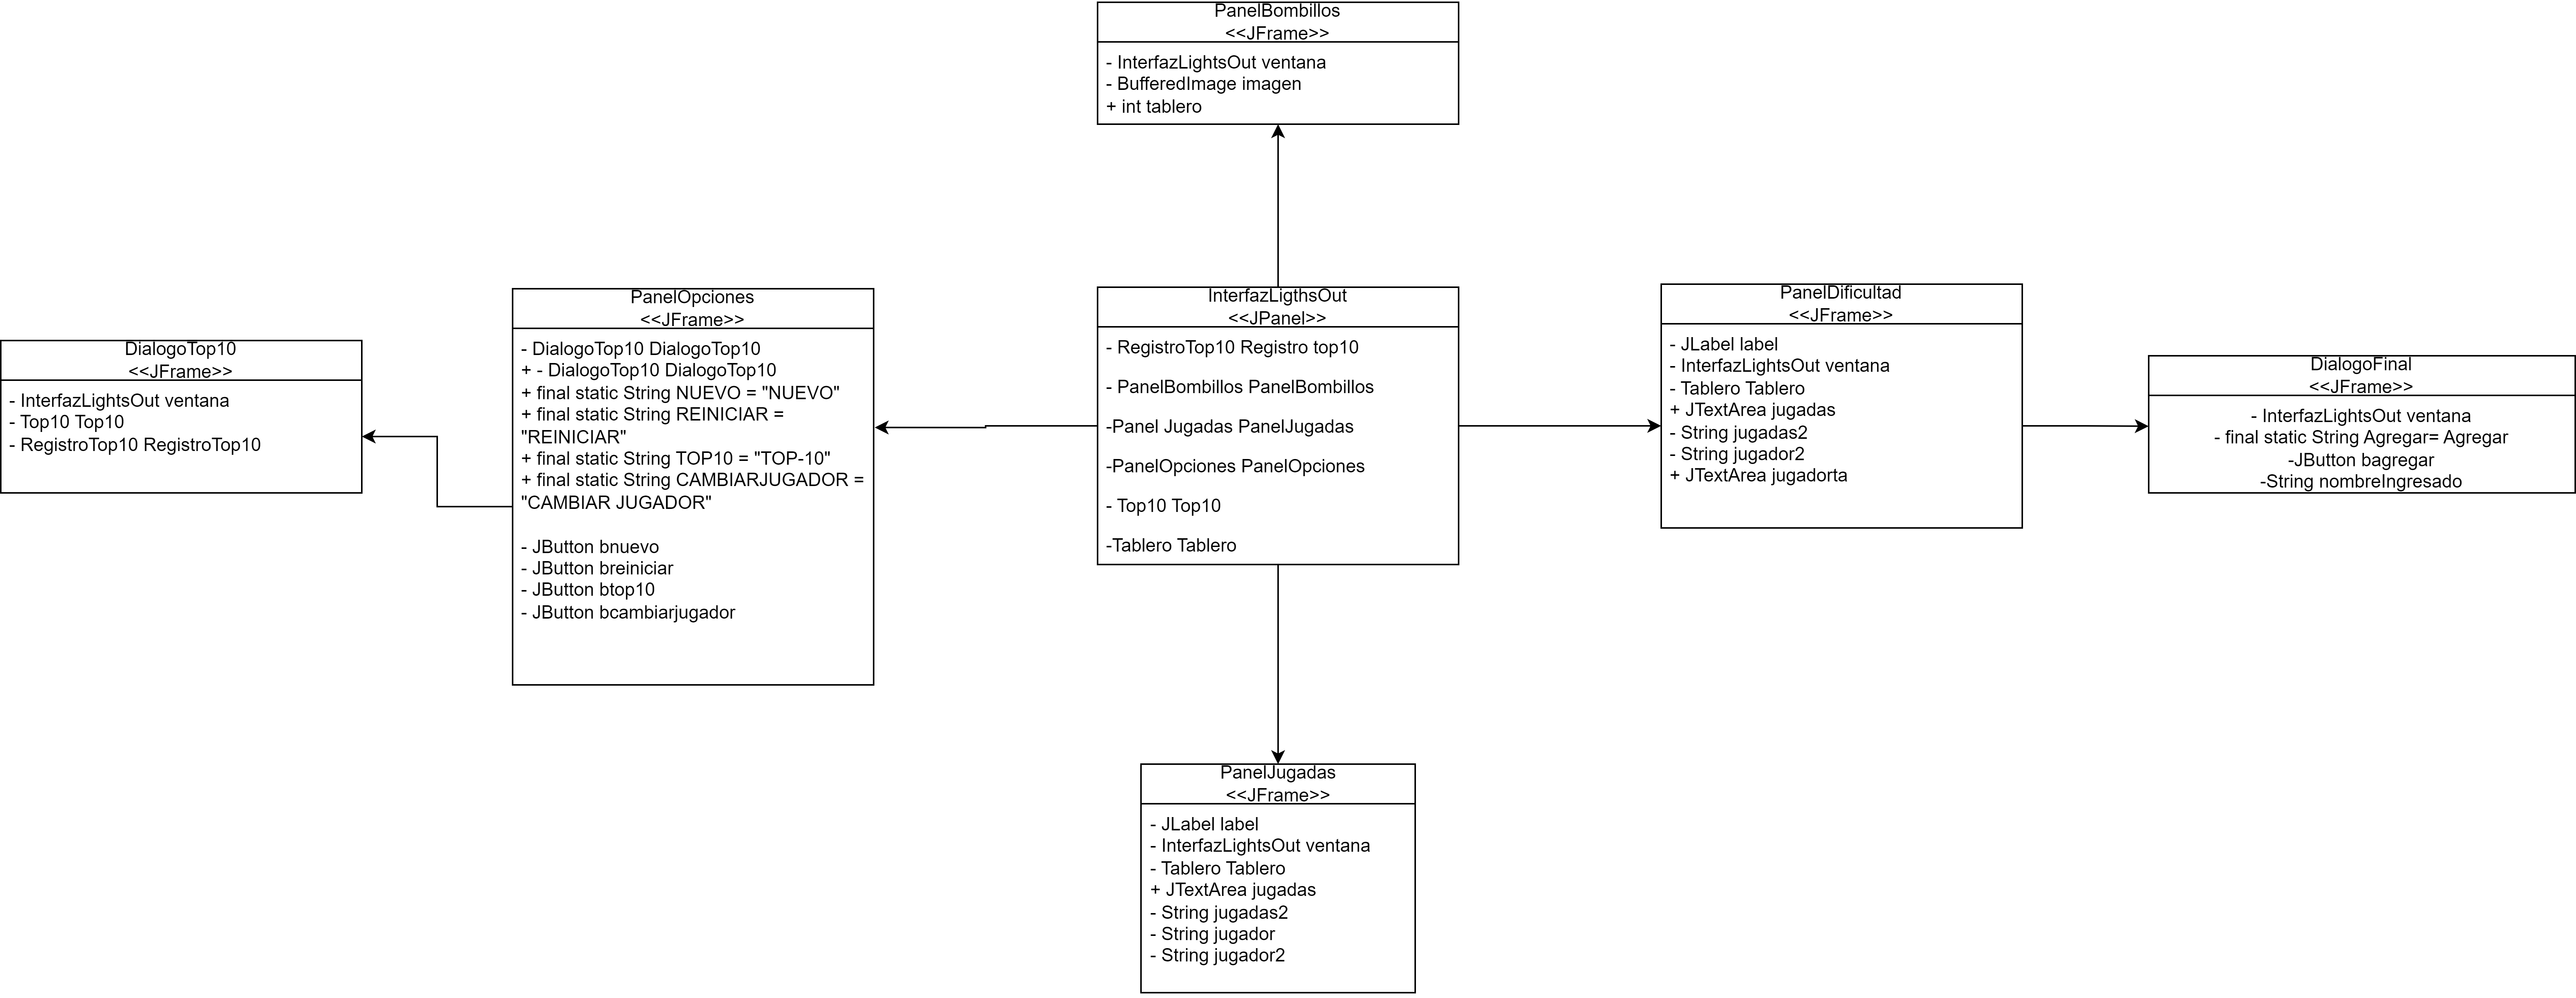 PanelBombillos
<<JFrame>>
- InterfazLightsOut ventana
- BufferedImage imagen
+ int tablero
DialogoTop10
<<JFrame>>
- InterfazLightsOut ventana
- Top10 Top10
- RegistroTop10 RegistroTop10
PanelOpciones
<<JFrame>>
- DialogoTop10 DialogoTop10
+ - DialogoTop10 DialogoTop10
+ final static String NUEVO = "NUEVO"
+ final static String REINICIAR =
"REINICIAR"
+ final static String TOP10 = "TOP-10"
+ final static String CAMBIARJUGADOR =
"CAMBIAR JUGADOR"
- JButton bnuevo
- JButton breiniciar
- JButton btop10
- JButton bcambiarjugador
InterfazLigthsOut
<<JPanel>>
- RegistroTop10 Registro top10
- PanelBombillos PanelBombillos
-Panel Jugadas PanelJugadas
-PanelOpciones PanelOpciones
- Top10 Top10
-Tablero Tablero
PanelDificultad
<<JFrame>>
- JLabel label
- InterfazLightsOut ventana
- Tablero Tablero
+ JTextArea jugadas
- String jugadas2
- String jugador2
+ JTextArea jugadorta
DialogoFinal
<<JFrame>>
- InterfazLightsOut ventana
- final static String Agregar= Agregar
-JButton bagregar
-String nombreIngresado
PanelJugadas
<<JFrame>>
- JLabel label
- InterfazLightsOut ventana
- Tablero Tablero
+ JTextArea jugadas
- String jugadas2
- String jugador
- String jugador2